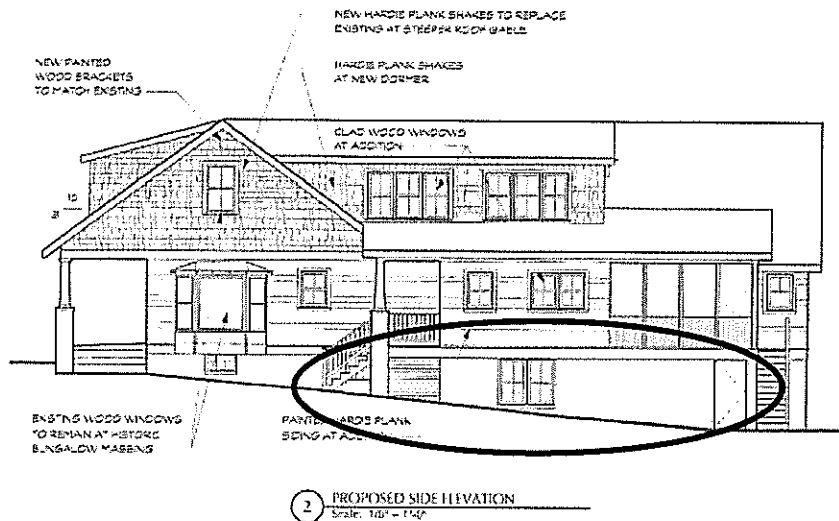 NEW HARDIE PLANK SHAKES TO REPLACE
EXISTING AT STEEPER ROOF GABLE
NEW PAINTED
WOOD BRACKETS
TO MATCH EXISTING
HARDIE PLANK SHAKES
AT NEW DORMER
CLAD WOOD WINDOWS
AT ADDITION
EXISTING WOOD WINDOWS
TO REMAIN AT HISTORIC
BUNGALOW MASSING
PAINTED HARDIE PLANK
SIDING AT ADDITION
2 PROPOSED SIDE ELEVATION
Scale: